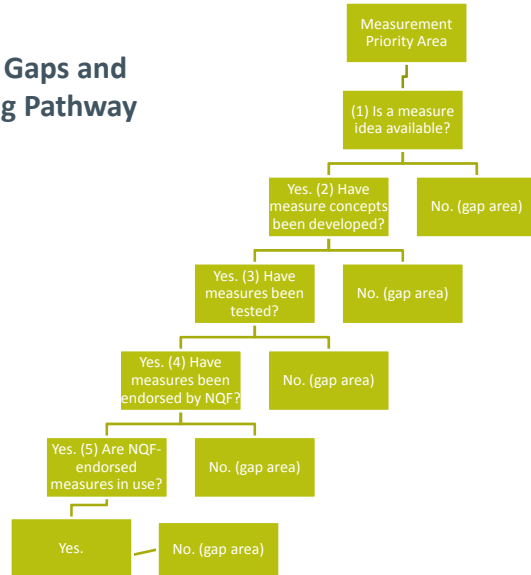 Gaps and
g Pathway
Measurement
Priority Area
(1) Is a measure
idea available?
Yes. (2) Have
measure concepts
been developed?
No. (gap area)
Yes. (3) Have
measures been
tested?
No. (gap area)
Yes. (4) Have
measures been
endorsed by NQF?
No. (gap area)
Yes. (5) Are NQF-
endorsed
measures in use?
No. (gap area)
Yes.
No. (gap area)